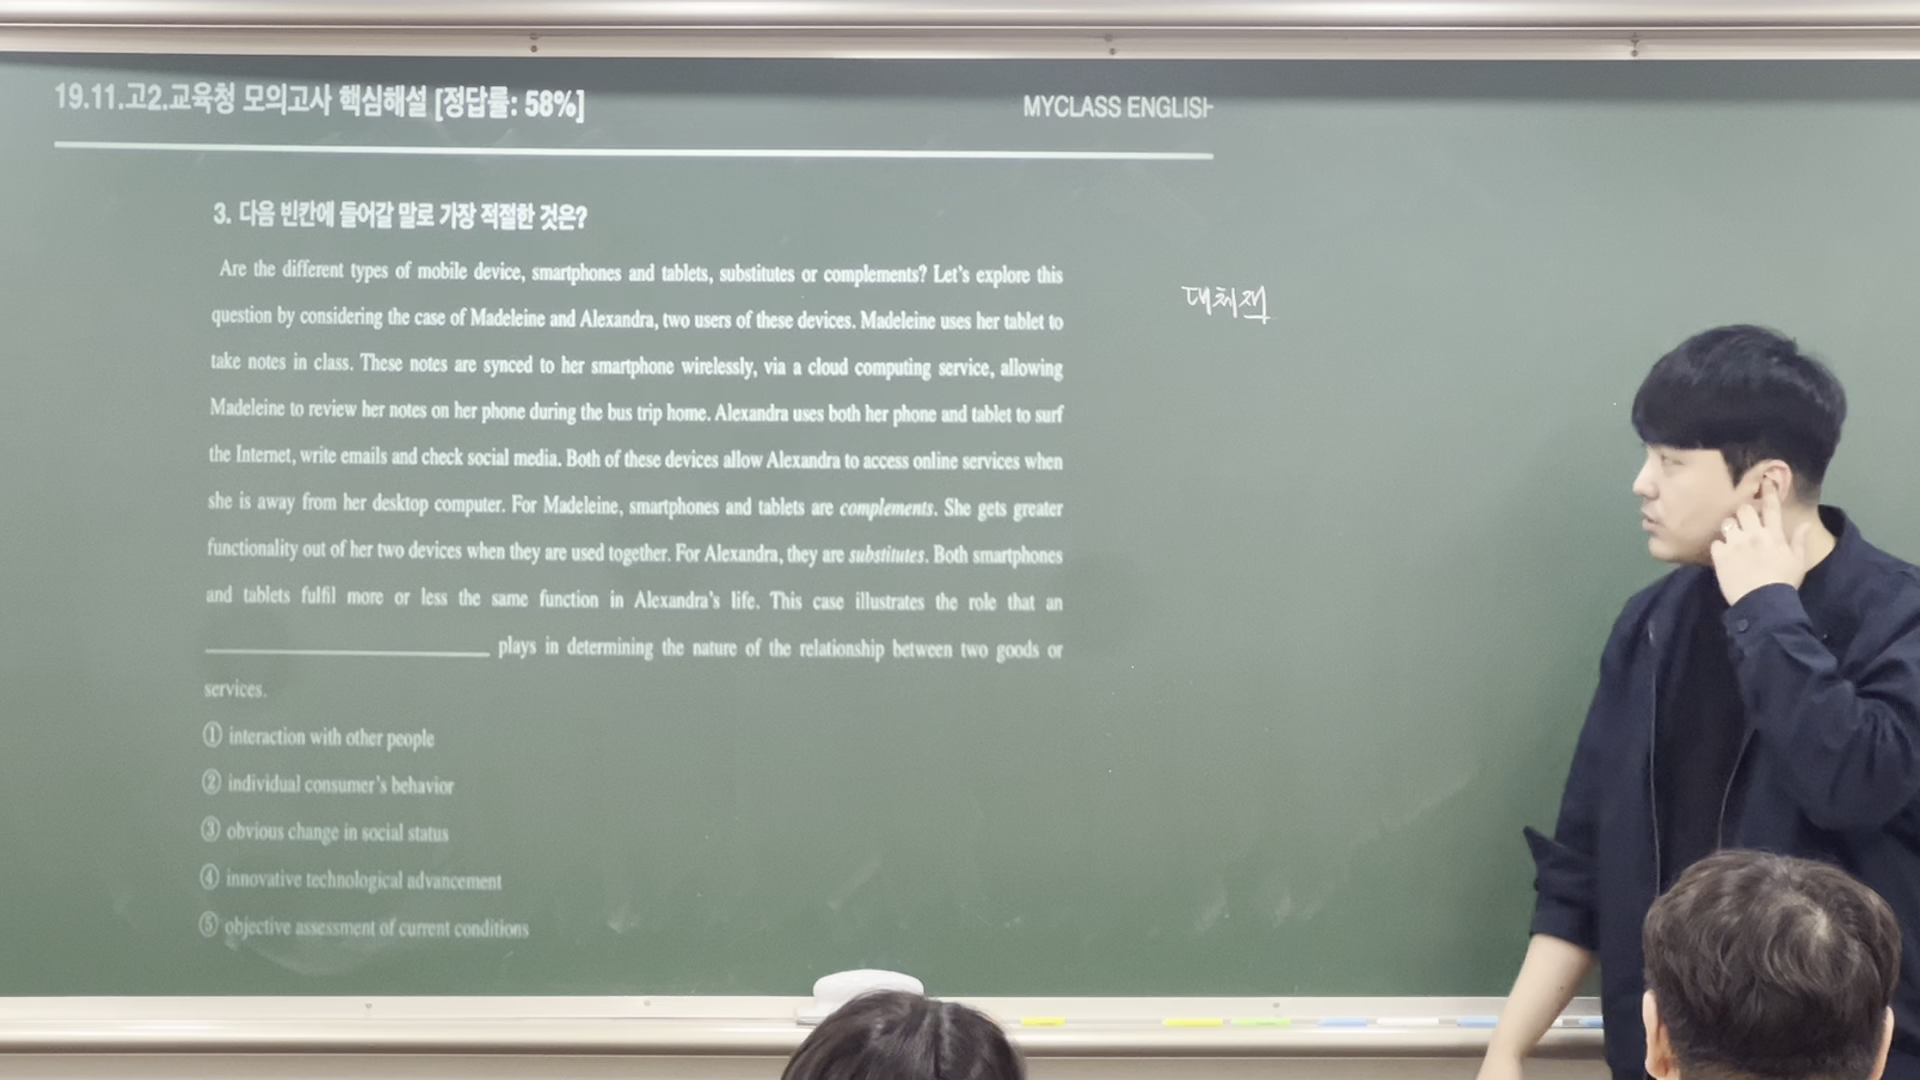 19.11.고2.교육청 모의고사 핵심해설 [정답률: 58%]
MYCLASS ENGLISH
3. 다음 빈칸에 들어갈 말로 가장 적절한 것은?
Are the different types of mobile device, smartphones and tablets, substitutes or complements? Let's explore this
대체재
question by considering the case of Madeleine and Alexandra, two users of these devices. Madeleine uses her tablet to
take notes in class. These notes are synced to her smartphone wirelessly, via a cloud computing service, allowing
Madeleine to review her notes on her phone during the bus trip home. Alexandra uses both her phone and tablet to surf
the Internet, write emails and check social media. Both of these devices allow Alexandra to access online services when
she is away from her desktop computer. For Madeleine, smartphones and tablets are complements. She gets greater
functionality out of her two devices when they are used together. For Alexandra, they are substitutes. Both smartphones
and tablets fulfil more or less the same function in Alexandra's life. This case illustrates the role that an
plays in determining the nature of the relationship between two goods or
services.
① interaction with other people
② individual consumer's behavior
③ obvious change in social status
④ innovative technological advancement
⑤ objective assessment of current conditions